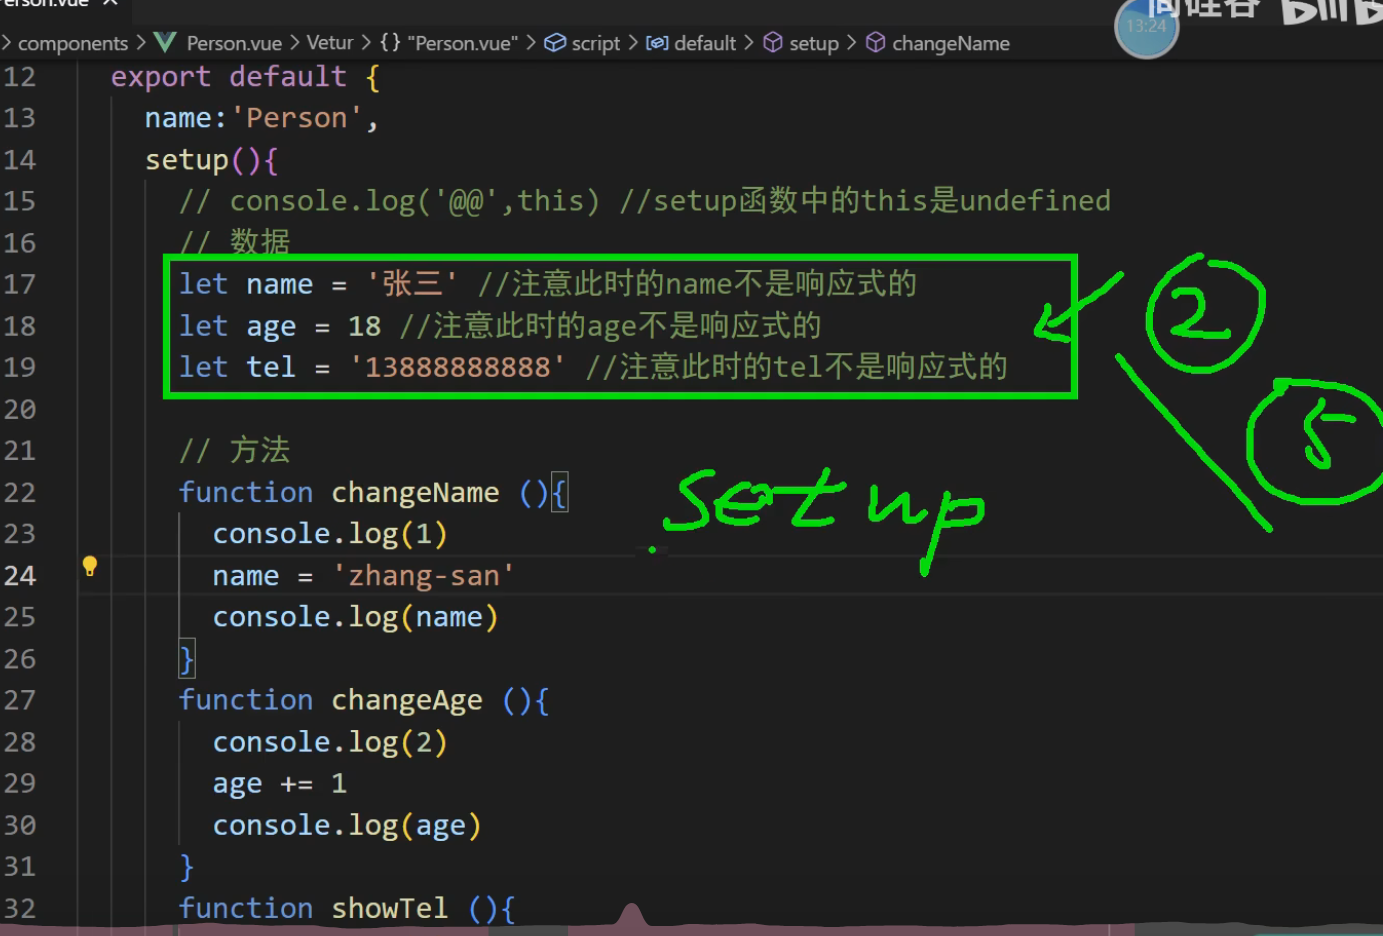 Person.vue ×
> components > Person.vue > Vetur > {} "Person.vue" > script > default > setup > changeName
13:24
尚硅谷 bilib
12 export default {
13 name:'Person',
14 setup(){
15 // console.log('@@',this) //setup函数中的this是undefined
16 // 数据
17 let name = '张三' //注意此时的name不是响应式的
18 let age = 18 //注意此时的age不是响应式的
19 let tel = '13888888888' //注意此时的tel不是响应式的
②
⑤
20
21 // 方法
22 function changeName (){
setup
23 console.log(1)
24 name = 'zhang-san'
25 console.log(name)
26 }
27 function changeAge (){
28 console.log(2)
29 age += 1
30 console.log(age)
31 }
32 function showTel (){